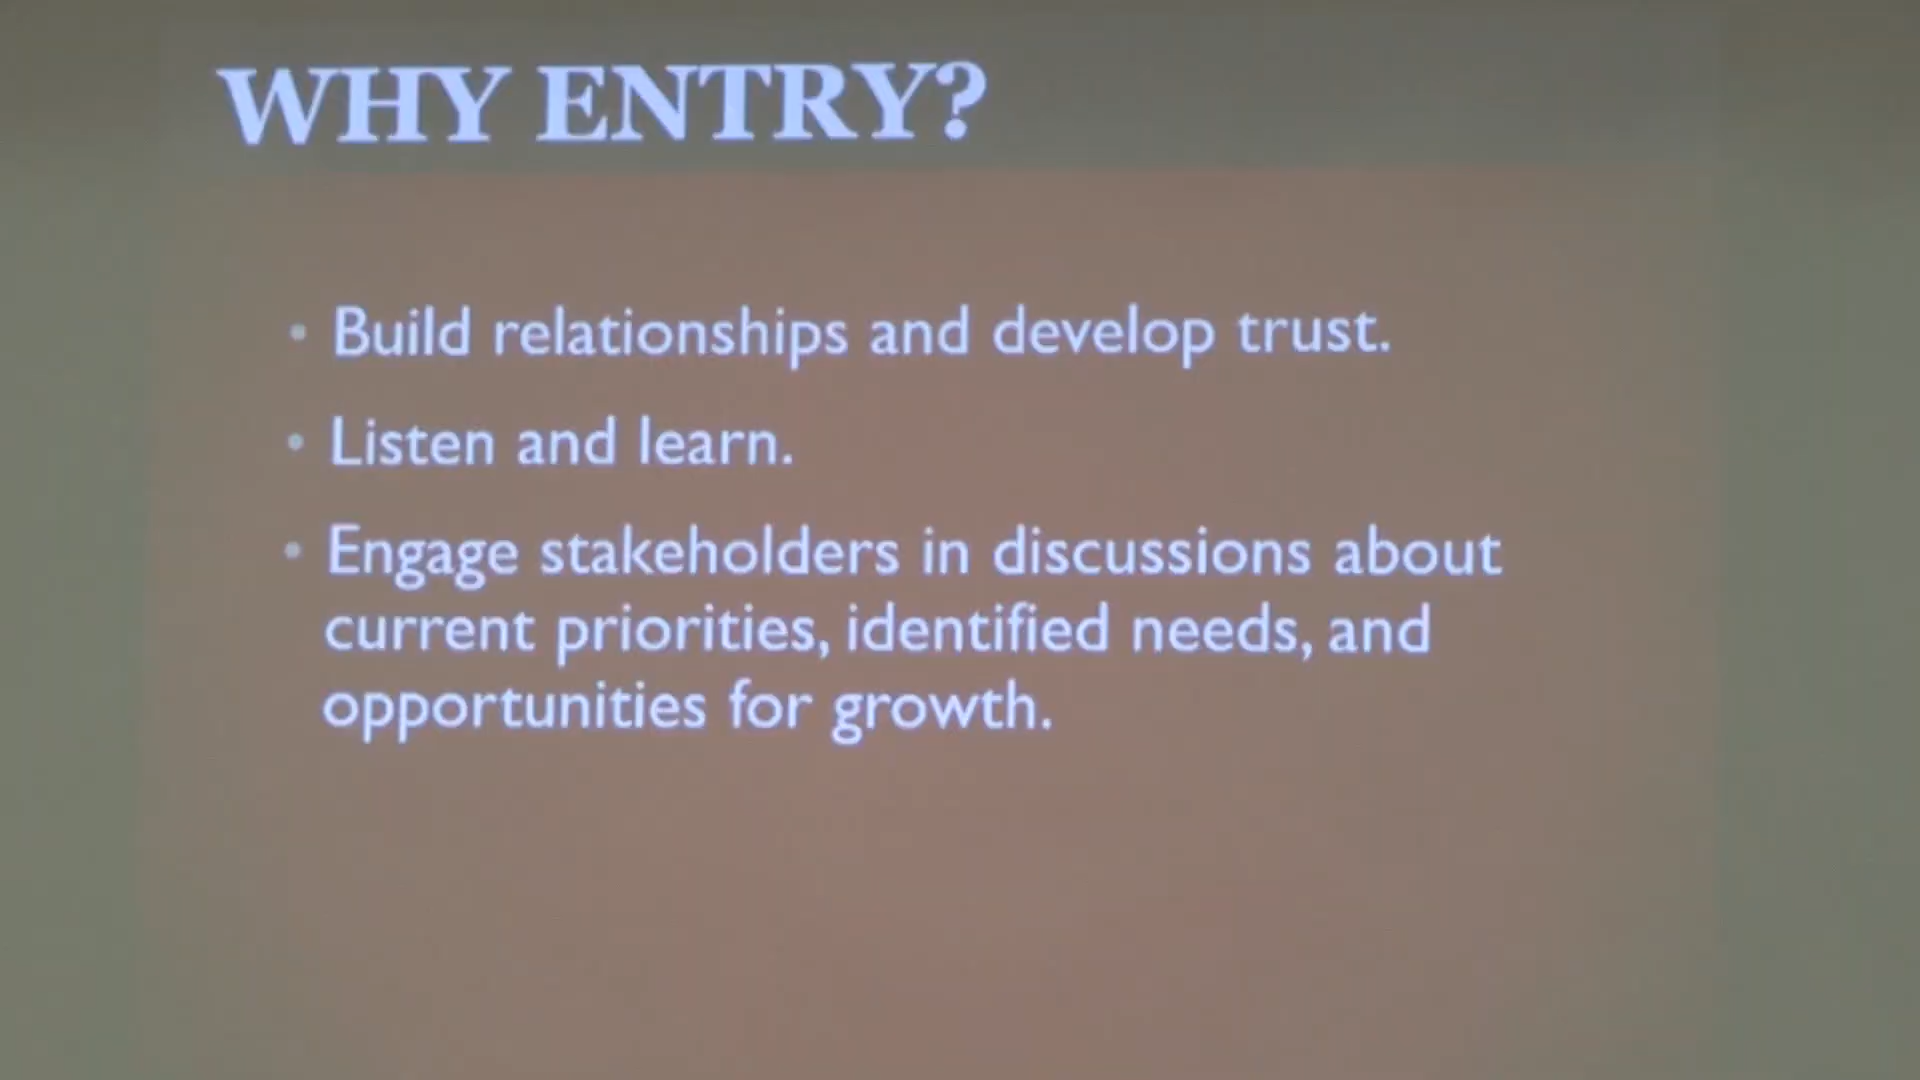 WHY ENTRY?
• Build relationships and develop trust.
• Listen and learn.
• Engage stakeholders in discussions about
current priorities, identified needs, and
opportunities for growth.